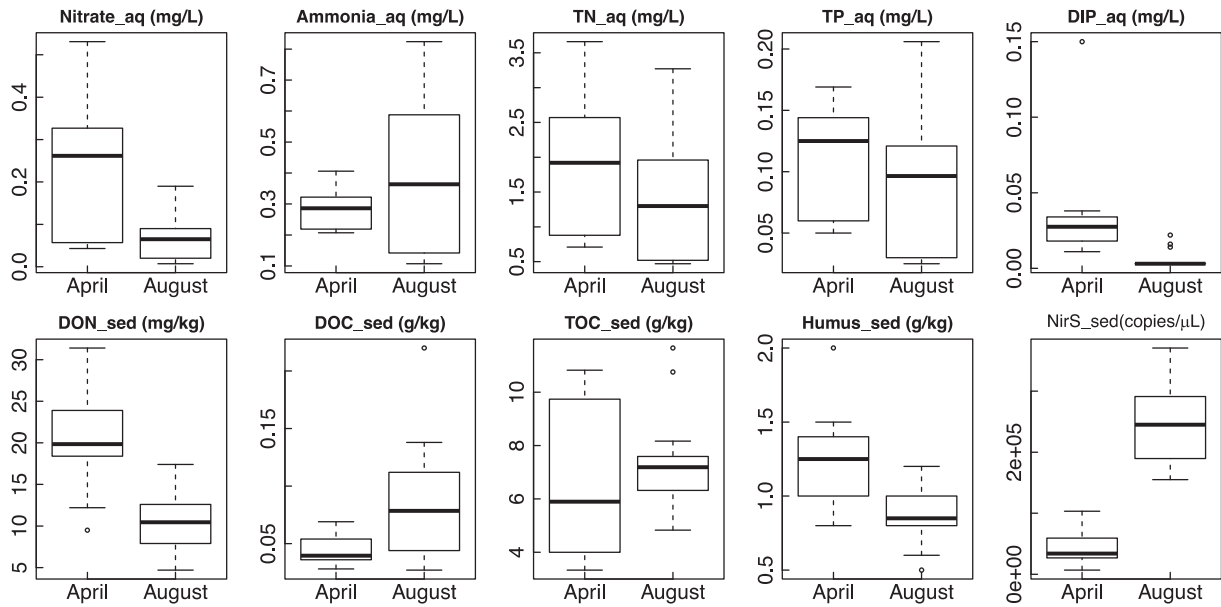 Nitrate_aq (mg/L) Ammonia_aq (mg/L) TN_aq (mg/L) TP_aq (mg/L) DIP_aq (mg/L)
0.0 0.2 0.4
0.1 0.3 0.5 0.7
0.5 1.5 2.5 3.5
0.05 0.10 0.15 0.20
0.00 0.05 0.10 0.15
April August April August April August April August April August
DON_sed (mg/kg) DOC_sed (g/kg) TOC_sed (g/kg) Humus_sed (g/kg) NirS_sed(copies/μL)
5 10 15 20 25 30
0.05 0.15
4 6 8 10
0.5 1.0 1.5 2.0
0e+00 2e+05
April August April August April August April August April August